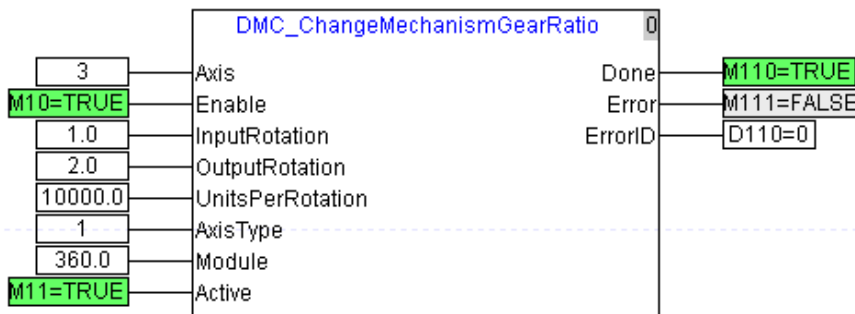 DMC_ChangeMechanismGearRatio 0
3 Axis Done M110=TRUE
M10=TRUE Enable Error M111=FALSE
1.0 InputRotation ErrorID D110=0
2.0 OutputRotation
10000.0 UnitsPerRotation
1 AxisType
360.0 Module
M11=TRUE Active